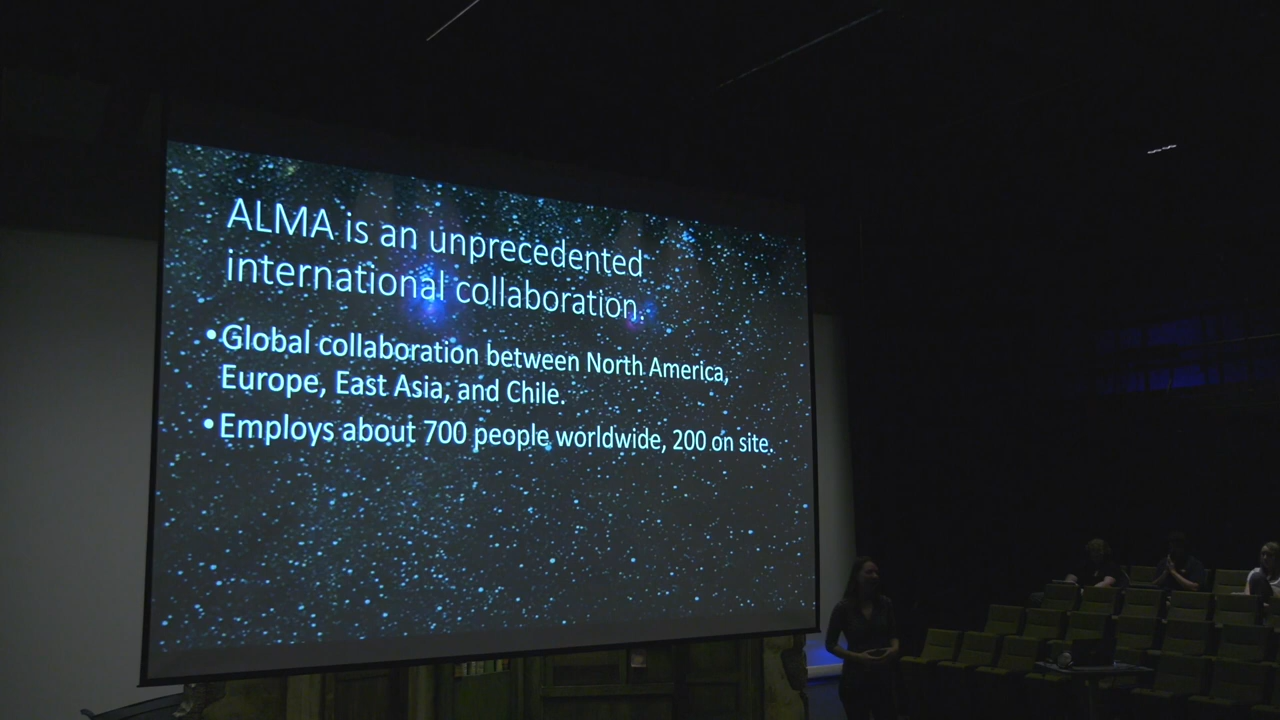 ALMA is an unprecedented
international collaboration.
•Global collaboration between North America,
Europe, East Asia, and Chile.
•Employs about 700 people worldwide, 200 on site.